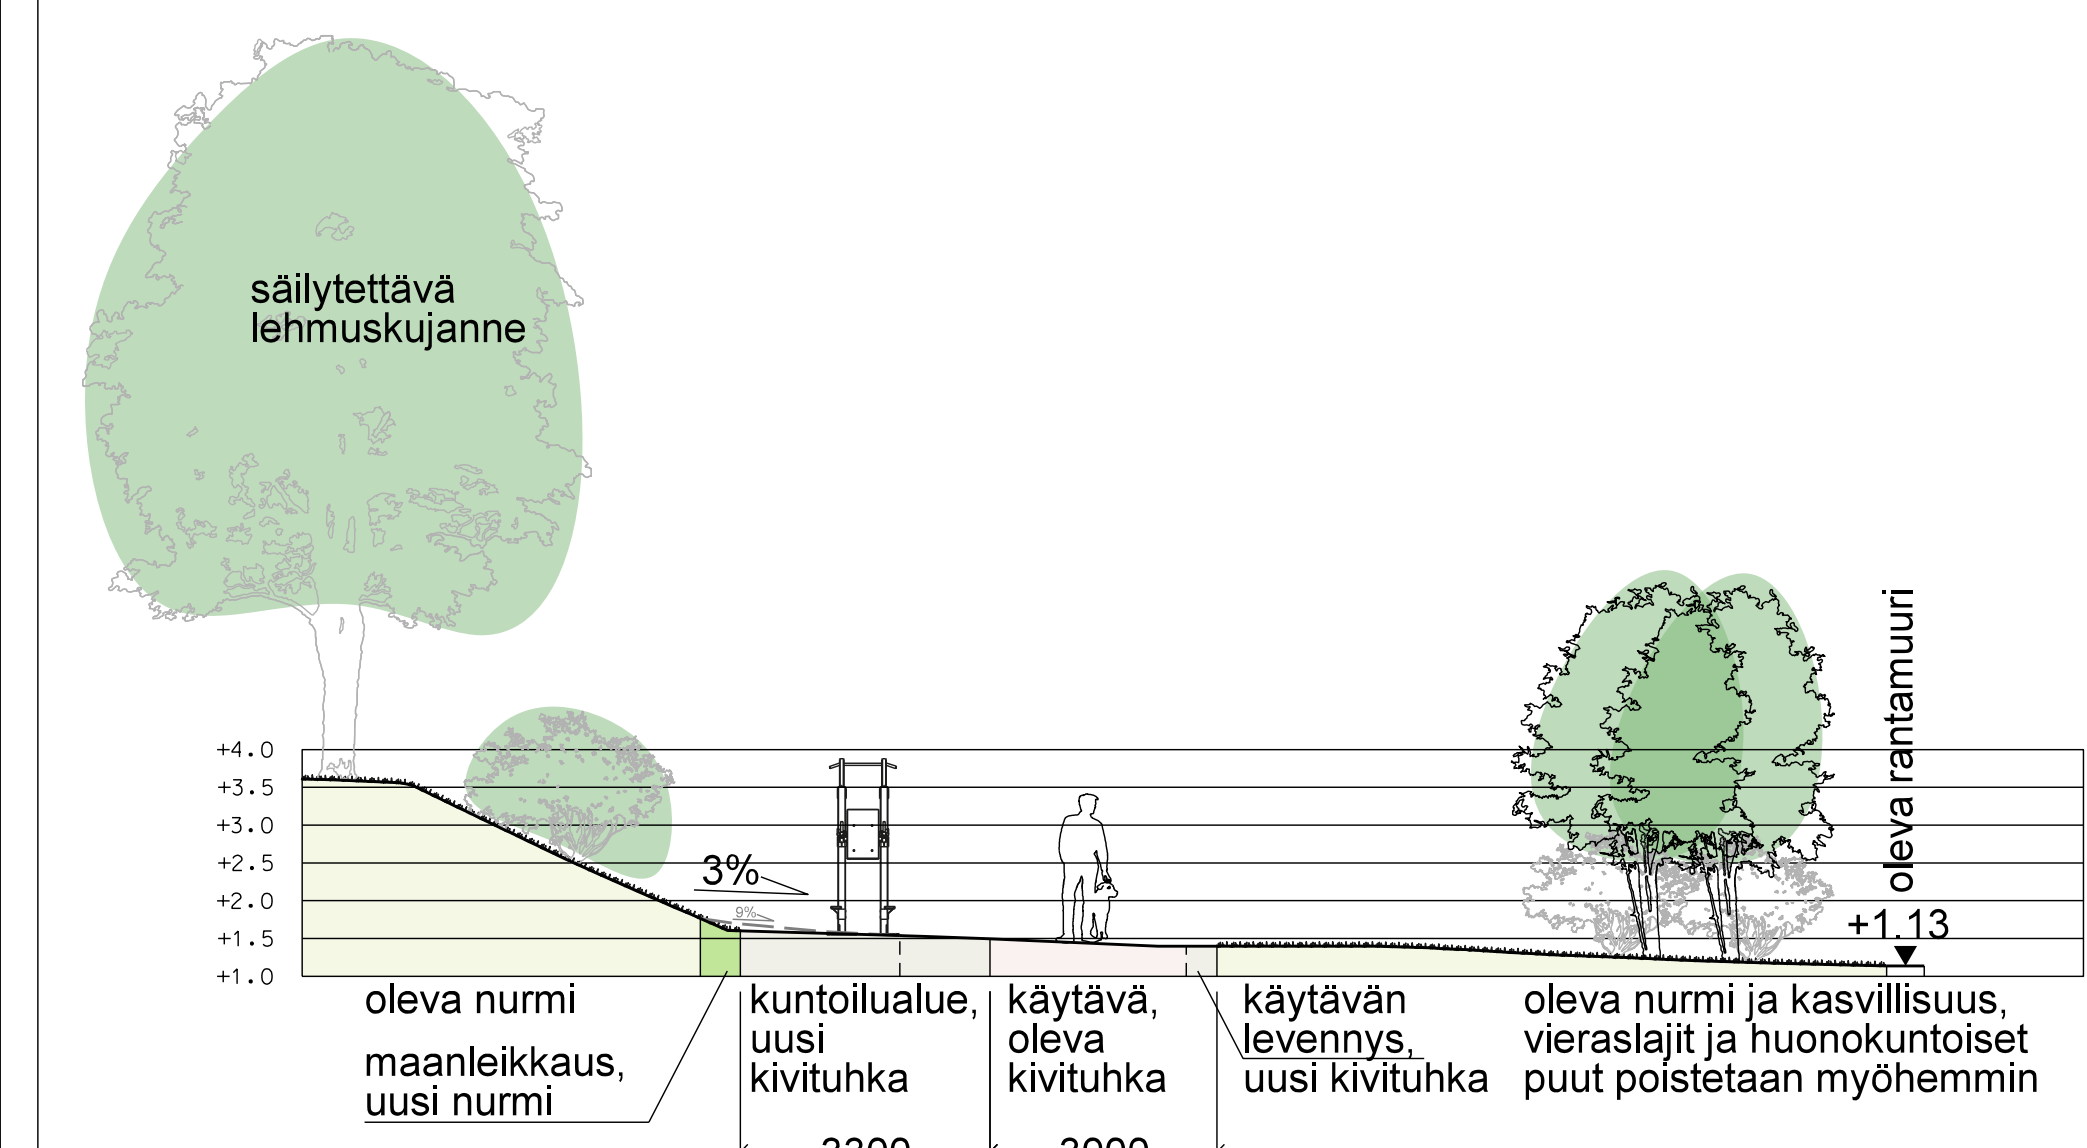 säilytettävä
lehmuskujanne
oleva rantamuuri
+4.0
+3.5
+3.0
+2.5
+2.0
+1.5
+1.0
3%
9%
+1.13
oleva nurmi
maanleikkaus,
uusi nurmi
kuntoilualue,
uusi
kivituhka
käytävä,
oleva
kivituhka
käytävän
levennys,
uusi kivituhka
oleva nurmi ja kasvillisuus,
vieraslajit ja huonokuntoiset
puut poistetaan myöhemmin